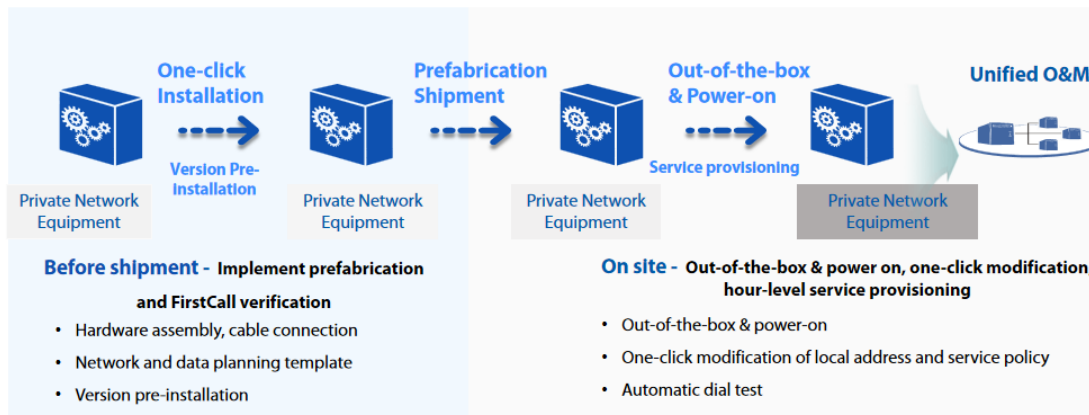 One-click
Installation
Version Pre-
installation
Prefabrication
Shipment
Out-of-the-box
& Power-on
Service provisioning
Unified O&M
Private Network
Equipment
Private Network
Equipment
Private Network
Equipment
Private Network
Equipment
Before shipment - Implement prefabrication
and FirstCall verification
• Hardware assembly, cable connection
• Network and data planning template
• Version pre-installation
On site - Out-of-the-box & power on, one-click modification,
hour-level service provisioning
• Out-of-the-box & power-on
• One-click modification of local address and service policy
• Automatic dial test